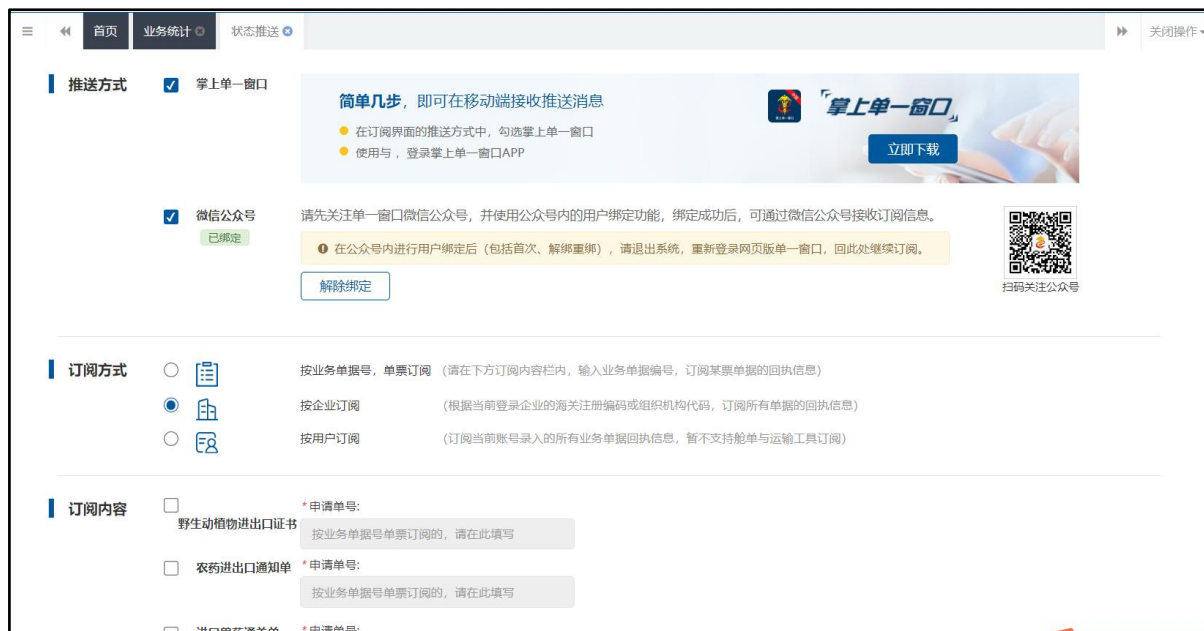 首页 业务统计 状态推送 关闭操作
推送方式 掌上单一窗口
简单几步，即可在移动端接收推送消息
在订阅界面的推送方式中，勾选掌上单一窗口
使用与 ，登录掌上单一窗口APP
「掌上单一窗口」
立即下载
微信公众号 请先关注单一窗口微信公众号，并使用公众号内的用户绑定功能，绑定成功后，可通过微信公众号接收订阅信息。
已绑定
在公众号内进行用户绑定后（包括首次、解绑重绑），请退出系统，重新登录网页版单一窗口，回此处继续订阅。
解除绑定
扫码关注公众号
订阅方式 按业务单据号，单票订阅 （请在下方订阅内容栏内，输入业务单据编号，订阅某票单据的回执信息）
按企业订阅 （根据当前登录企业的海关注册编码或组织机构代码，订阅所有单据的回执信息）
按用户订阅 （订阅当前账号录入的所有业务单据回执信息，暂不支持舱单与运输工具订阅）
订阅内容 *申请单号:
野生动植物进出口证书 按业务单据号单票订阅的，请在此填写
农药进出口通知单 *申请单号:
按业务单据号单票订阅的，请在此填写
进口兽药通关单 *申请单号: